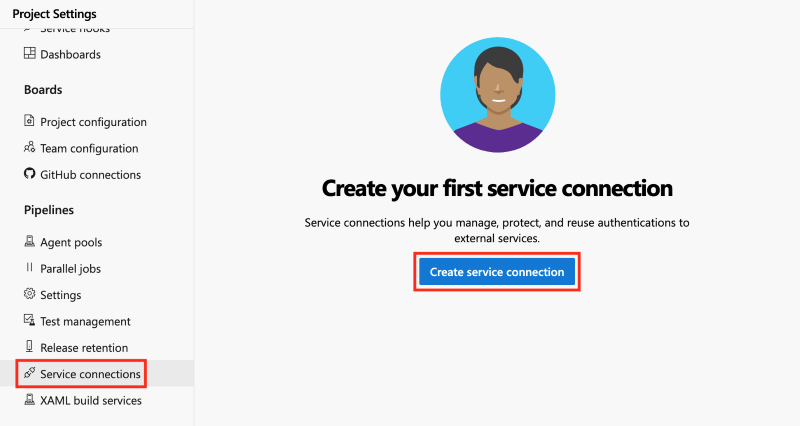 Project Settings
Service hooks
Dashboards
Boards
Project configuration
Team configuration
GitHub connections
Pipelines
Agent pools
Parallel jobs
Settings
Test management
Release retention
Service connections
XAML build services
Create your first service connection
Service connections help you manage, protect, and reuse authentications to
external services.
Create service connection